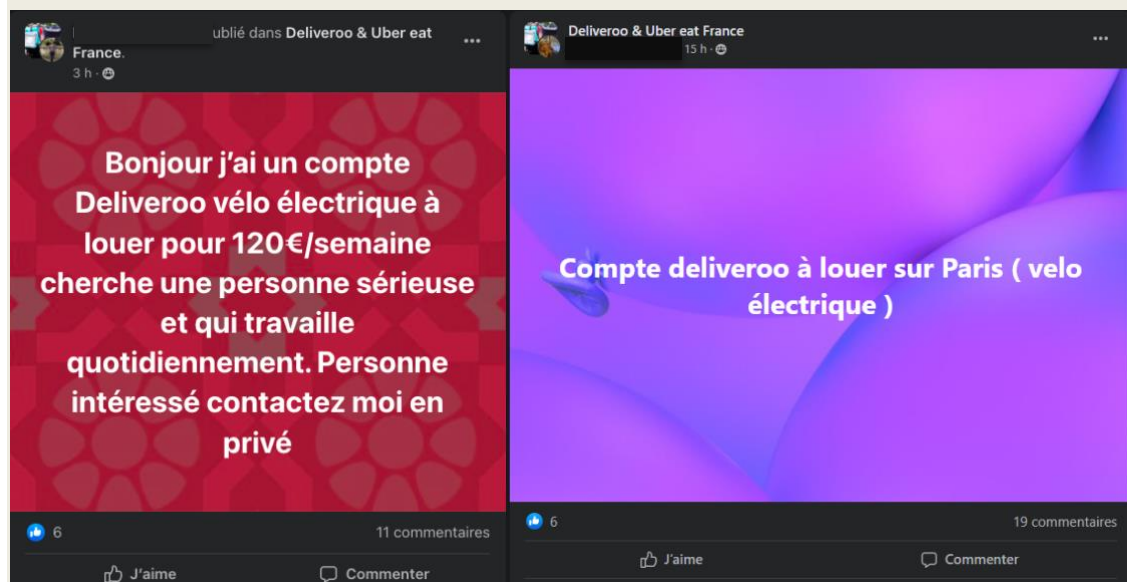 ublié dans Deliveroo & Uber eat
France.
3 h
Bonjour j'ai un compte
Deliveroo vélo électrique à
louer pour 120€/semaine
cherche une personne sérieuse
et qui travaille
quotidiennement. Personne
intéressé contactez moi en
privé
6
11 commentaires
J'aime
Commenter
Deliveroo & Uber eat France
15 h
Compte deliveroo à louer sur Paris ( velo
électrique )
6
19 commentaires
J'aime
Commenter